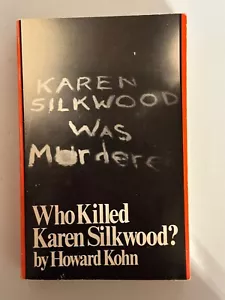 KAREN
SILKWOOD
WAS
Murdere
Who Killed
Karen Silkwood?
by Howard Kohn